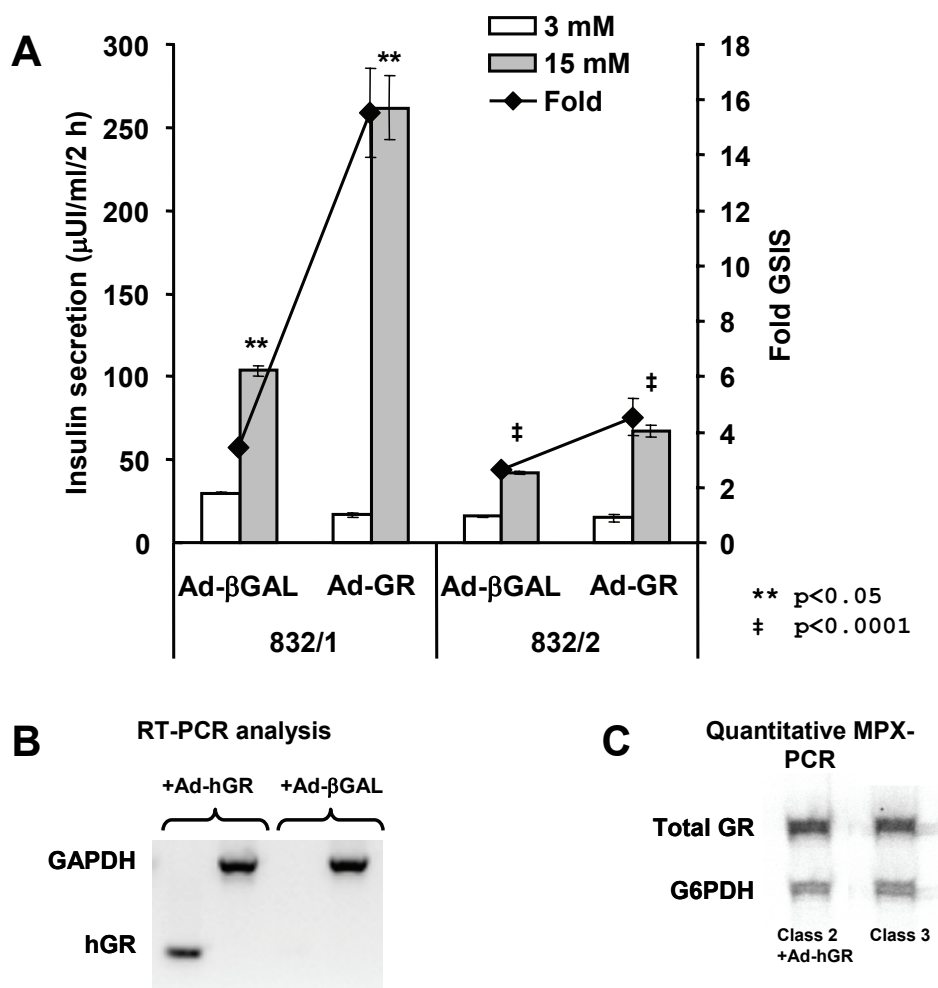 A
3 mM
15 mM
Fold
Insulin secretion (μUI/ml/2 h)
300
250
200
150
100
50
0
Fold GSIS
18
16
14
12
10
8
6
4
2
0
**
**
‡
‡
Ad-βGAL Ad-GR Ad-βGAL Ad-GR
832/1 832/2
** p<0.05
‡ p<0.0001
B
RT-PCR analysis
+Ad-hGR +Ad-βGAL
GAPDH
hGR
C
Quantitative MPX-
PCR
Total GR
G6PDH
Class 2 Class 3
+Ad-hGR